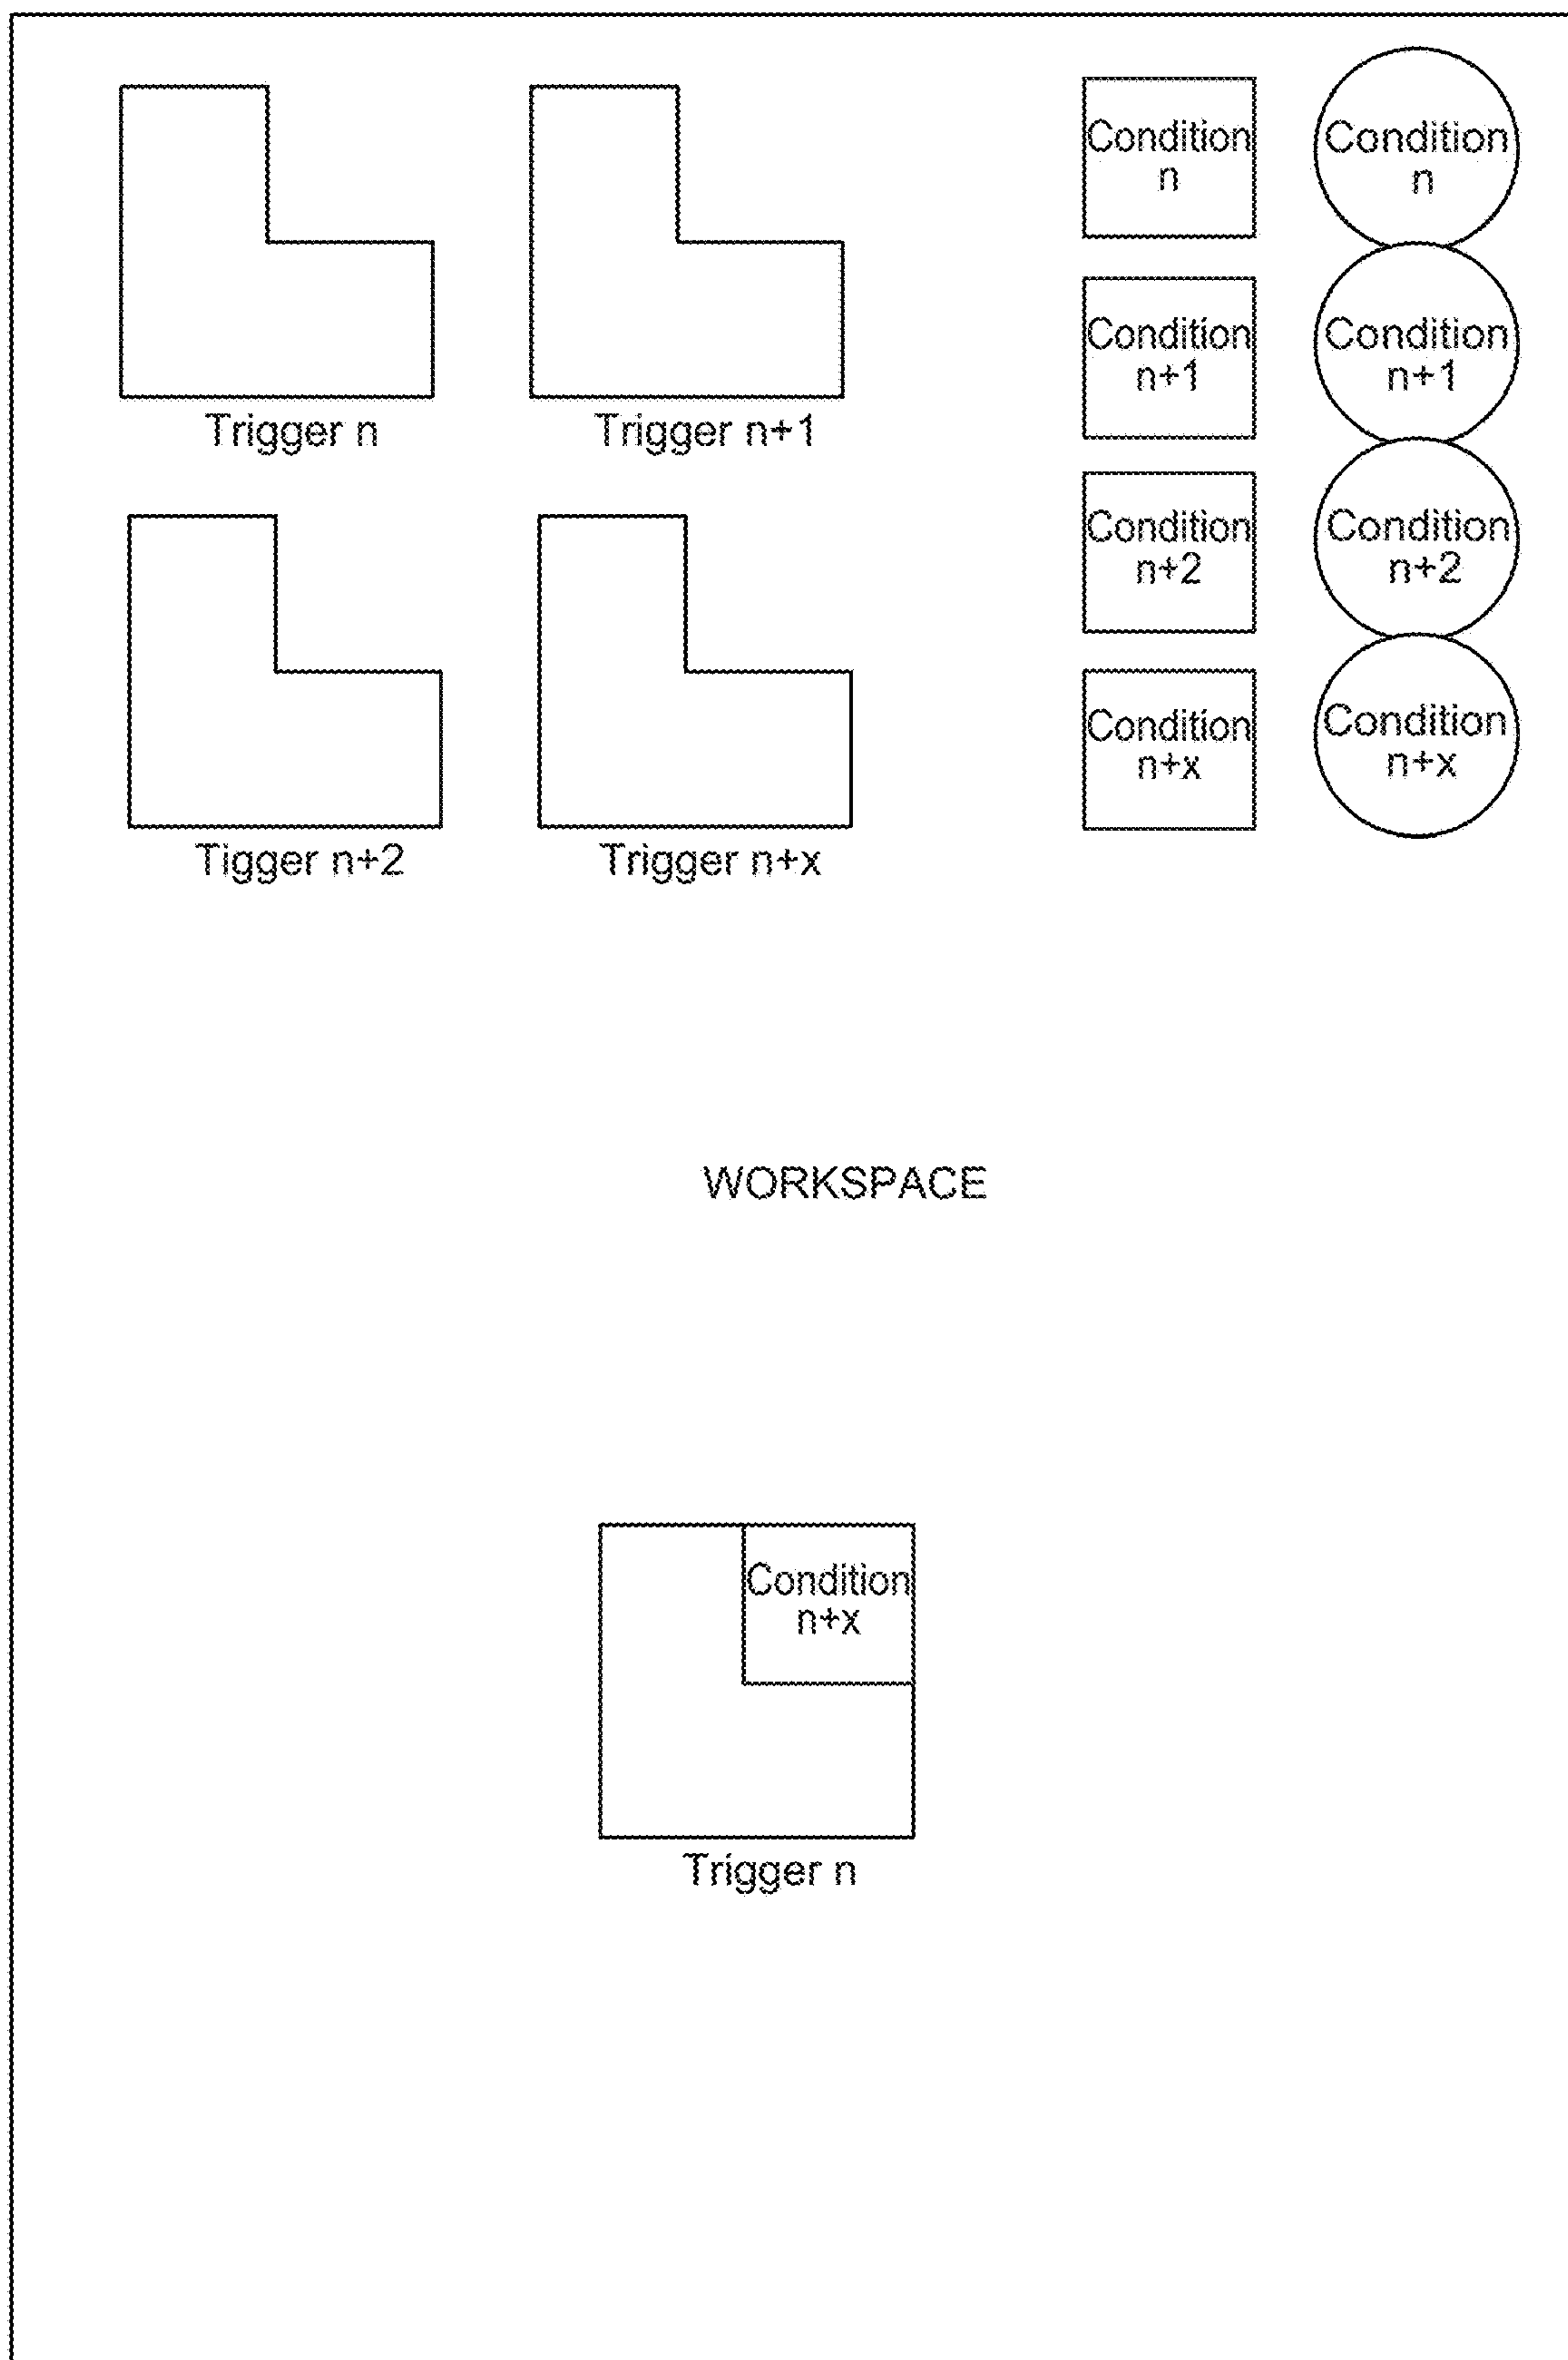 Trigger n
Trigger n+1
Tigger n+2
Trigger n+x
Condition
n
Condition
n+1
Condition
n+2
Condition
n+x
Condition
n
Condition
n+1
Condition
n+2
Condition
n+x
WORKSPACE
Condition
n+x
Trigger n